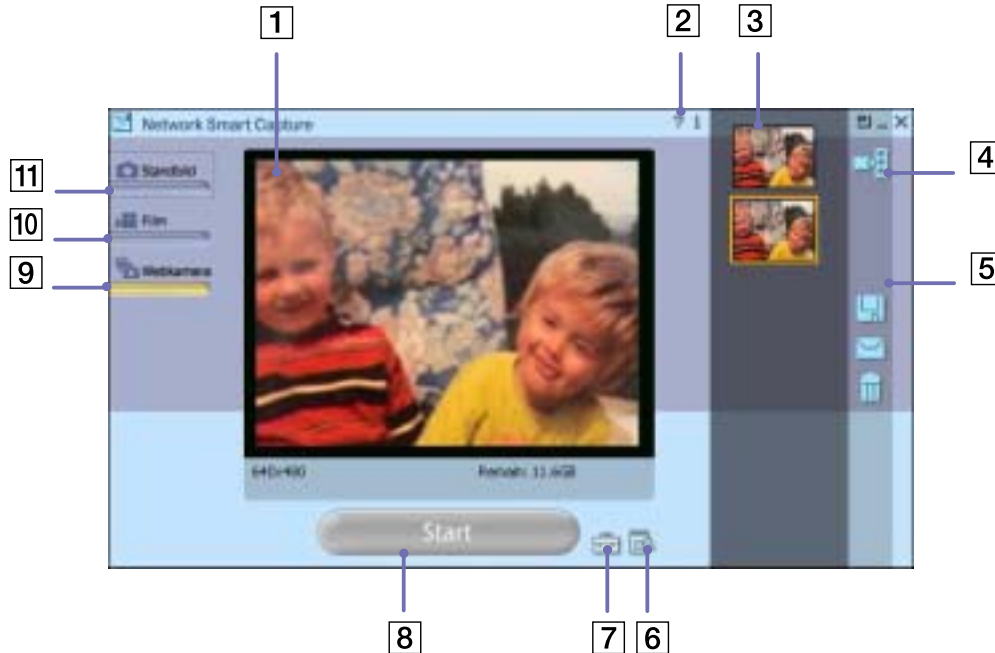 1
2
3
Network Smart Capture
4
11
Standbild
10
Film
9
Webkamera
5
640x480
Remain: 11.6GB
Start
8
7
6